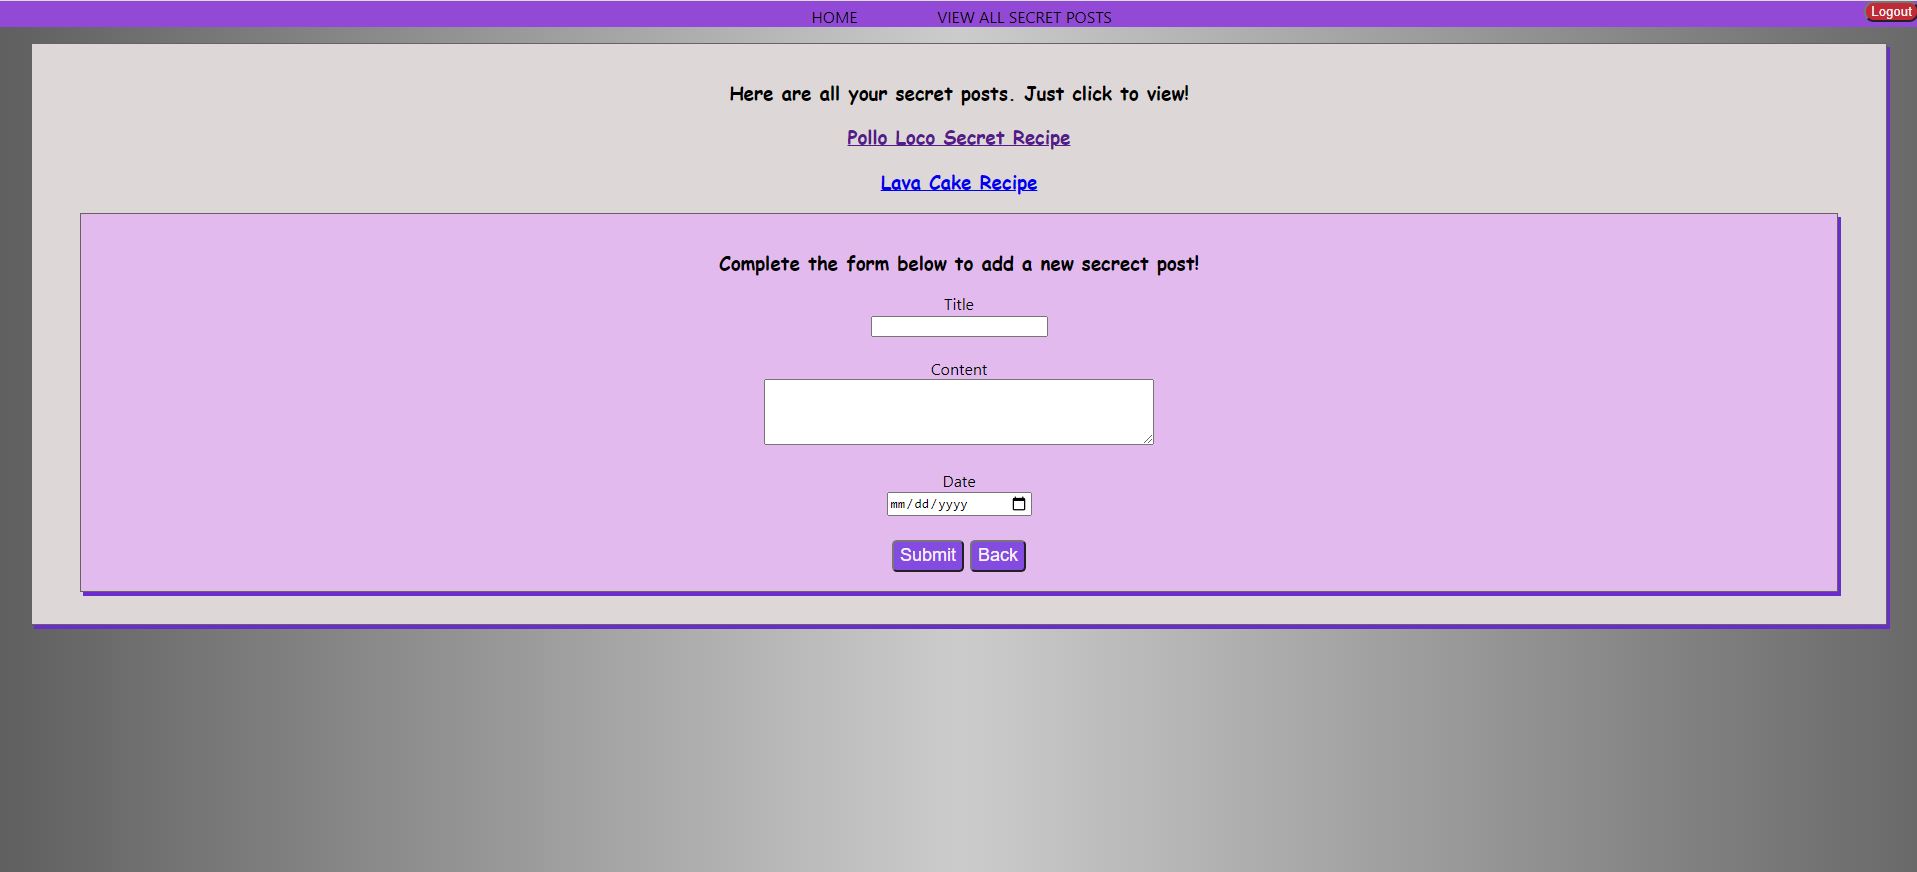 HOME VIEW ALL SECRET POSTS Logout
Here are all your secret posts. Just click to view!
Pollo Loco Secret Recipe
Lava Cake Recipe
Complete the form below to add a new secrect post!
Title
Content
Date
mm/dd/yyyy
Submit Back